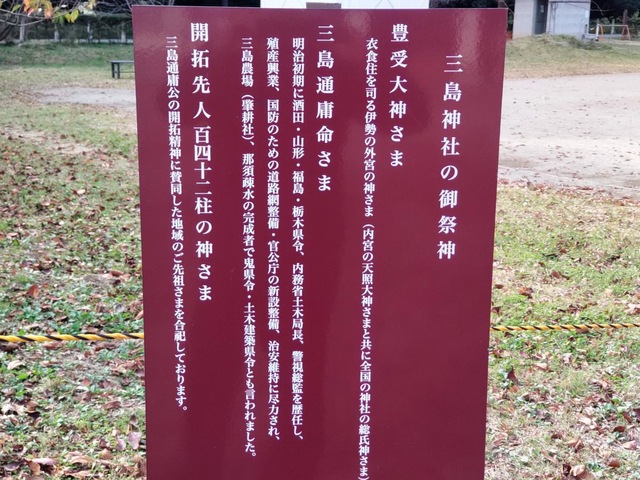 三島神社の御祭神
豊受大神さま
衣食住を司る伊勢の外宮の神さま（内宮の天照大神さまと共に全国の神社の総氏神さま）
三島通庸命さま
明治初期に酒田・山形・福島・栃木県令、内務省土木局長、警視総監を歴任し、
殖産興業、国防のための道路網整備・官公庁の新設整備、治安維持に尽力され、
三島農場（肇耕社）、那須疎水の完成者で鬼県令・土木建築県令とも言われました。
開拓先人百四十二柱の神さま
三島通庸公の開拓精神に賛同した地域のご先祖さまを合祀しております。